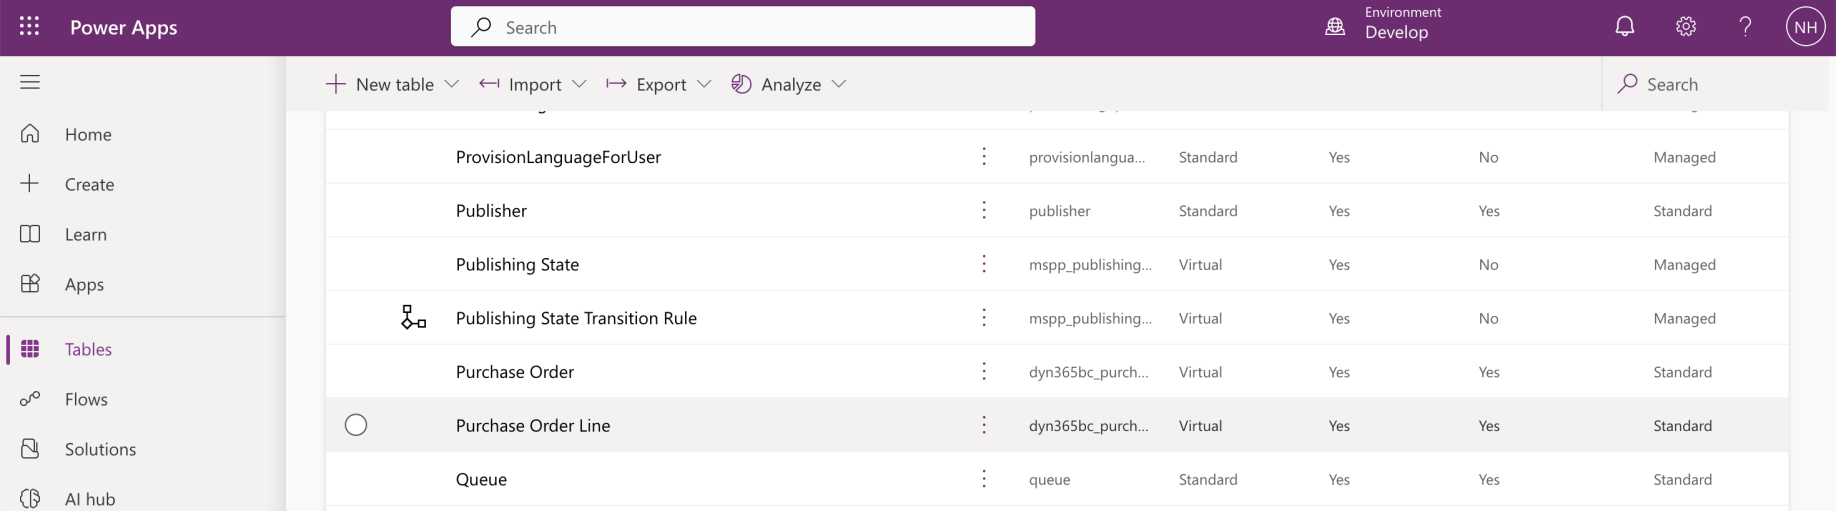 Power Apps
Search
Environment
Develop
NH
New table
Import
Export
Analyze
Search
Home
Create
Learn
Apps
Tables
Flows
Solutions
AI hub
ProvisionLanguageForUser provisionlangua... Standard Yes No Managed
Publisher publisher Standard Yes Yes Standard
Publishing State mspp_publishing... Virtual Yes No Managed
Publishing State Transition Rule mspp_publishing... Virtual Yes No Managed
Purchase Order dyn365bc_purch... Virtual Yes Yes Standard
Purchase Order Line dyn365bc_purch... Virtual Yes Yes Standard
Queue queue Standard Yes Yes Standard